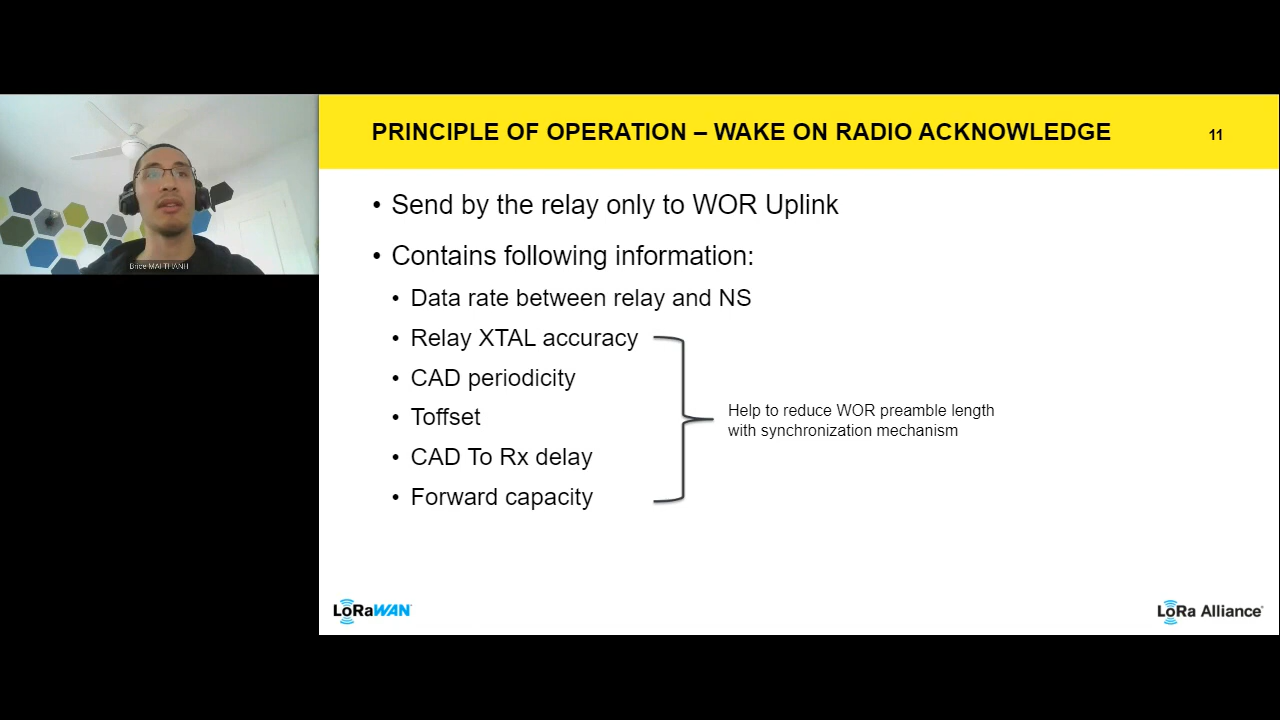 PRINCIPLE OF OPERATION – WAKE ON RADIO ACKNOWLEDGE
11
• Send by the relay only to WOR Uplink
• Contains following information:
• Data rate between relay and NS
• Relay XTAL accuracy
• CAD periodicity
• Toffset
• CAD To Rx delay
• Forward capacity
Help to reduce WOR preamble length
with synchronization mechanism
Brice MAITHANH
LoRaWAN
LoRa Alliance